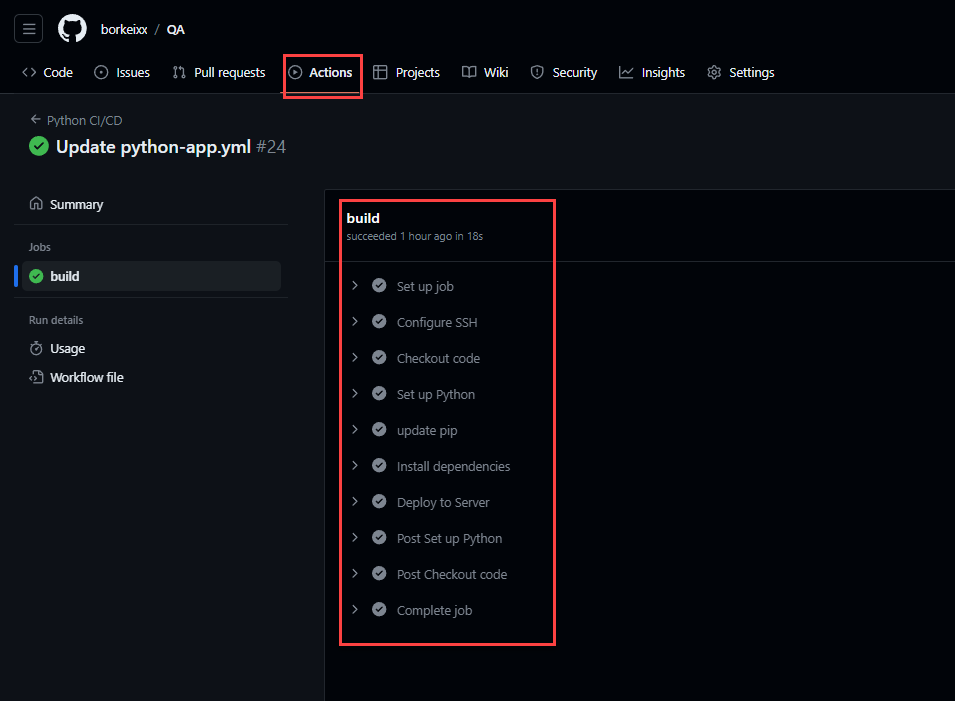 borkeixx / QA
Code Issues Pull requests Actions Projects Wiki Security Insights Settings
Python CI/CD
Update python-app.yml #24
Summary
Jobs
build
Run details
Usage
Workflow file
build
succeeded 1 hour ago in 18s
Set up job
Configure SSH
Checkout code
Set up Python
update pip
Install dependencies
Deploy to Server
Post Set up Python
Post Checkout code
Complete job